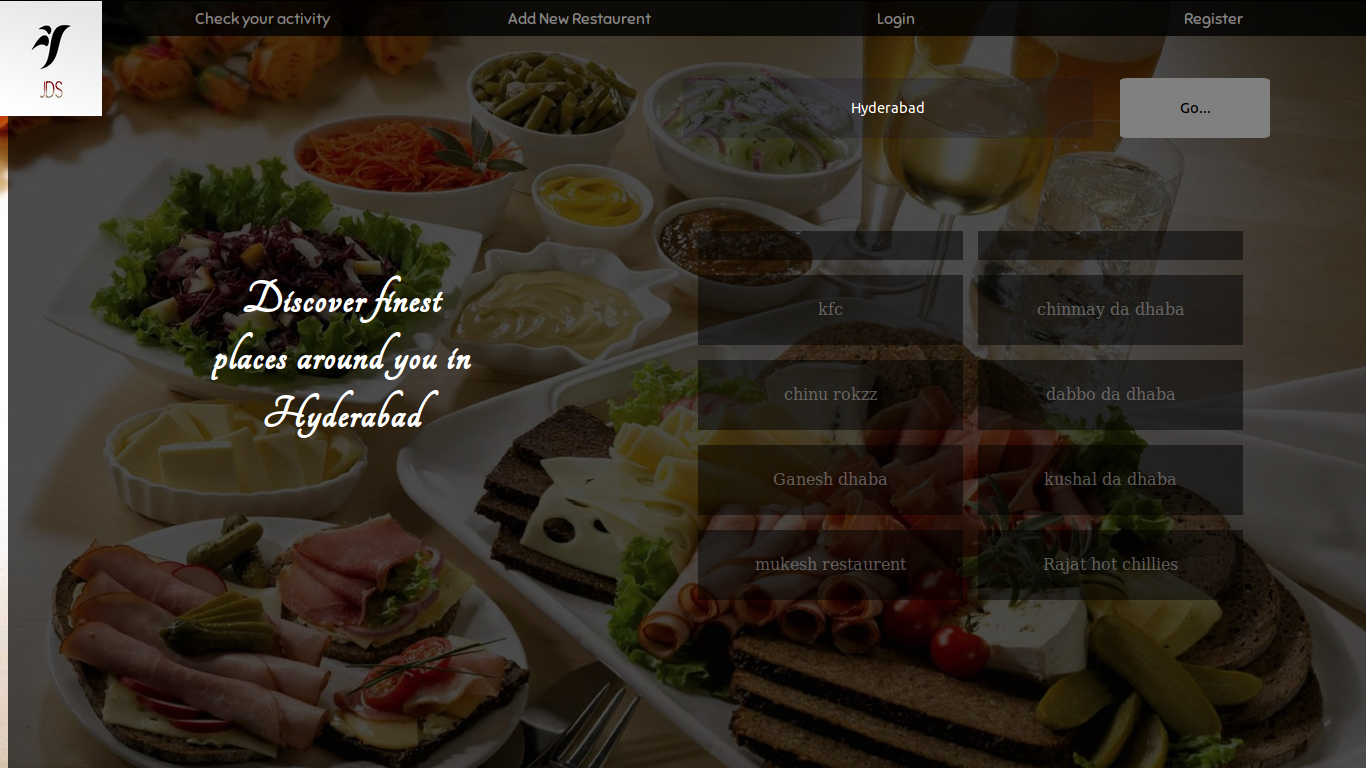 Check your activity
Add New Restaurent
Login
Register
JDS
Hyderabad
Go...
Discover finest
places around you in
Hyderabad
kfc
chinmay da dhaba
chinu rokzz
dabbo da dhaba
Ganesh dhaba
kushal da dhaba
mukesh restaurent
Rajat hot chillies